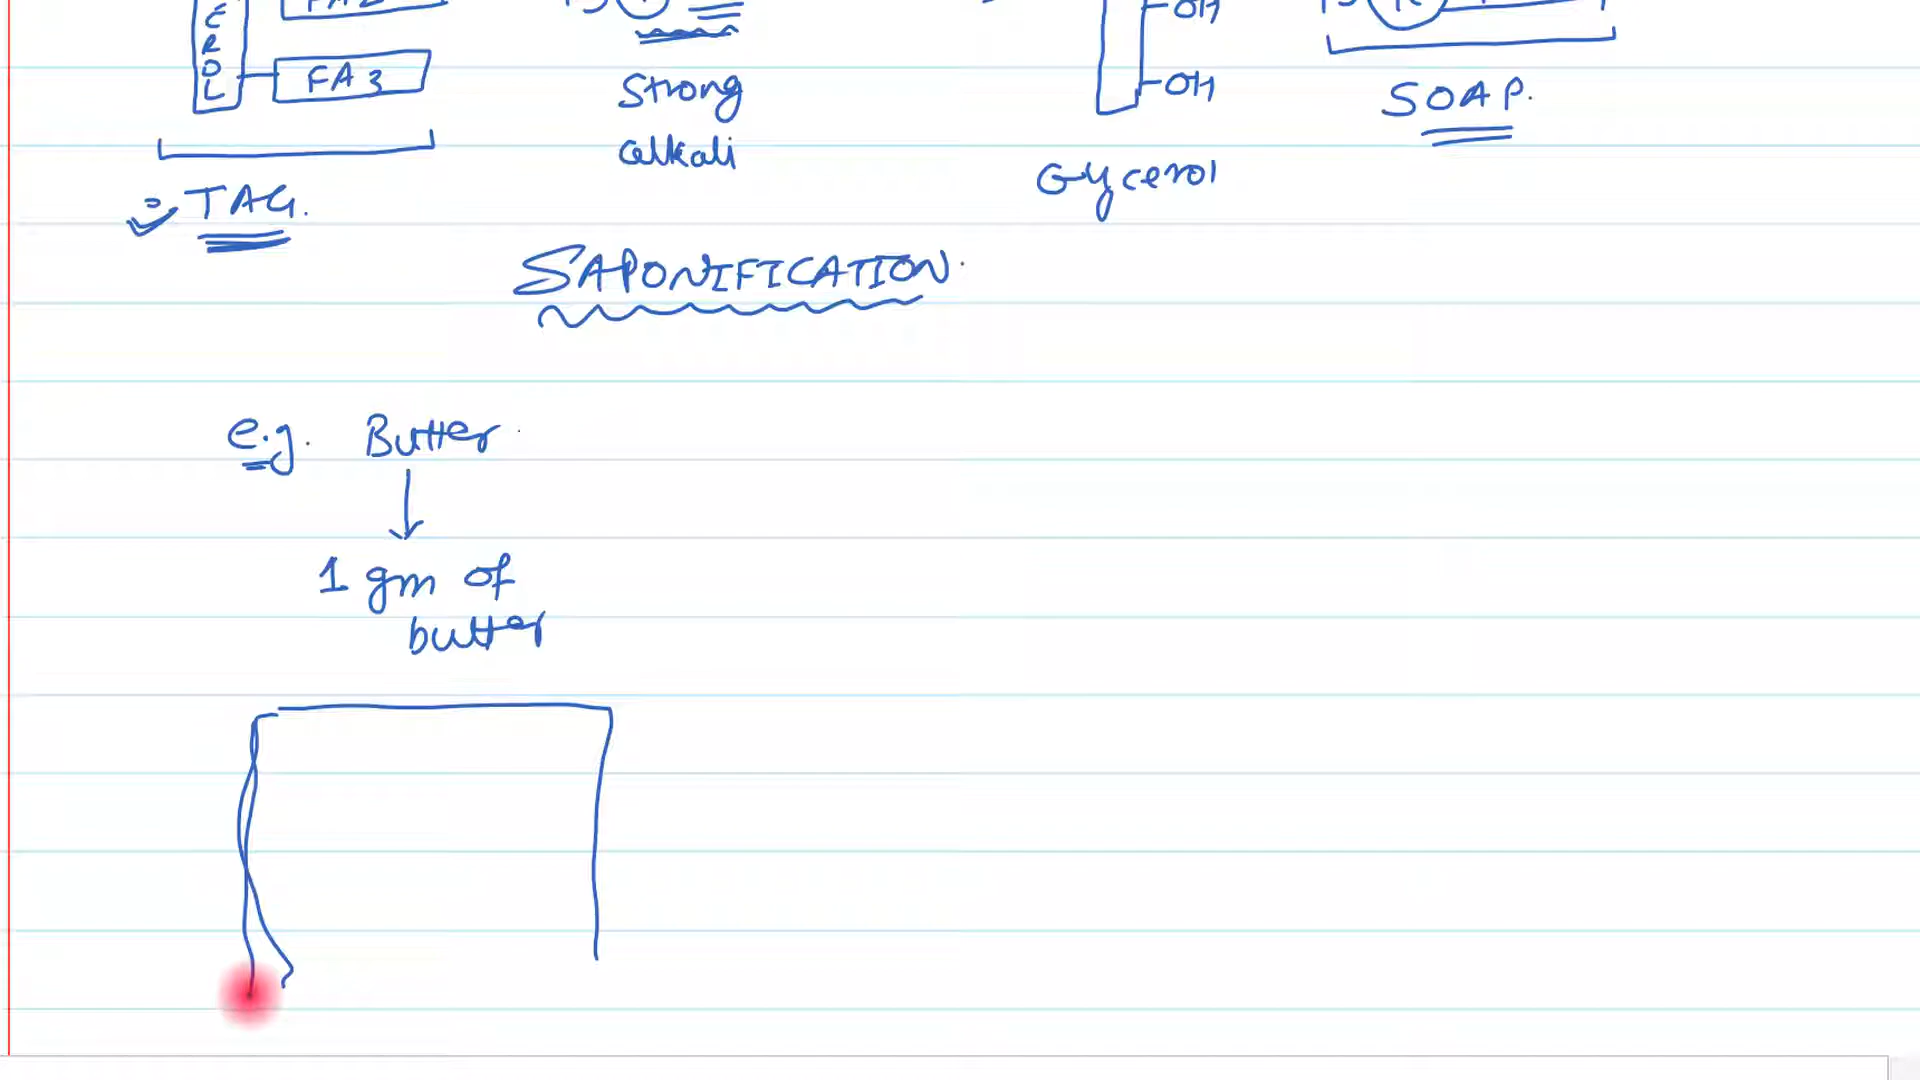 E
R
O
L
FA 3
OH
OH
Strong
alkali
SOAP.
Glycerol
TAG.
SAPONIFICATION.
e.g. Butter.
1 gm of
butter